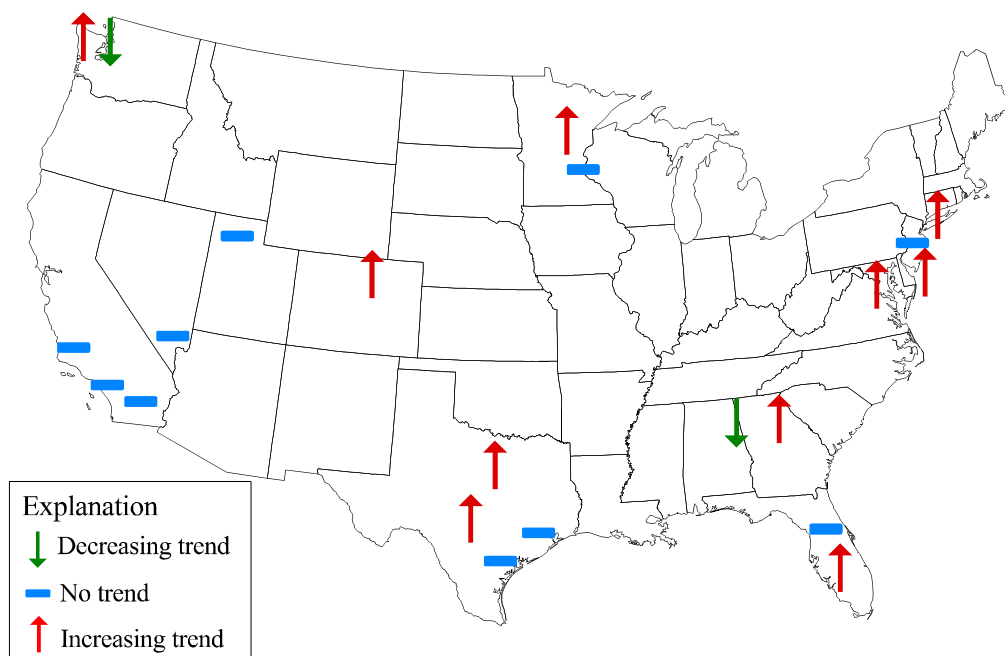 Explanation
Decreasing trend
No trend
Increasing trend